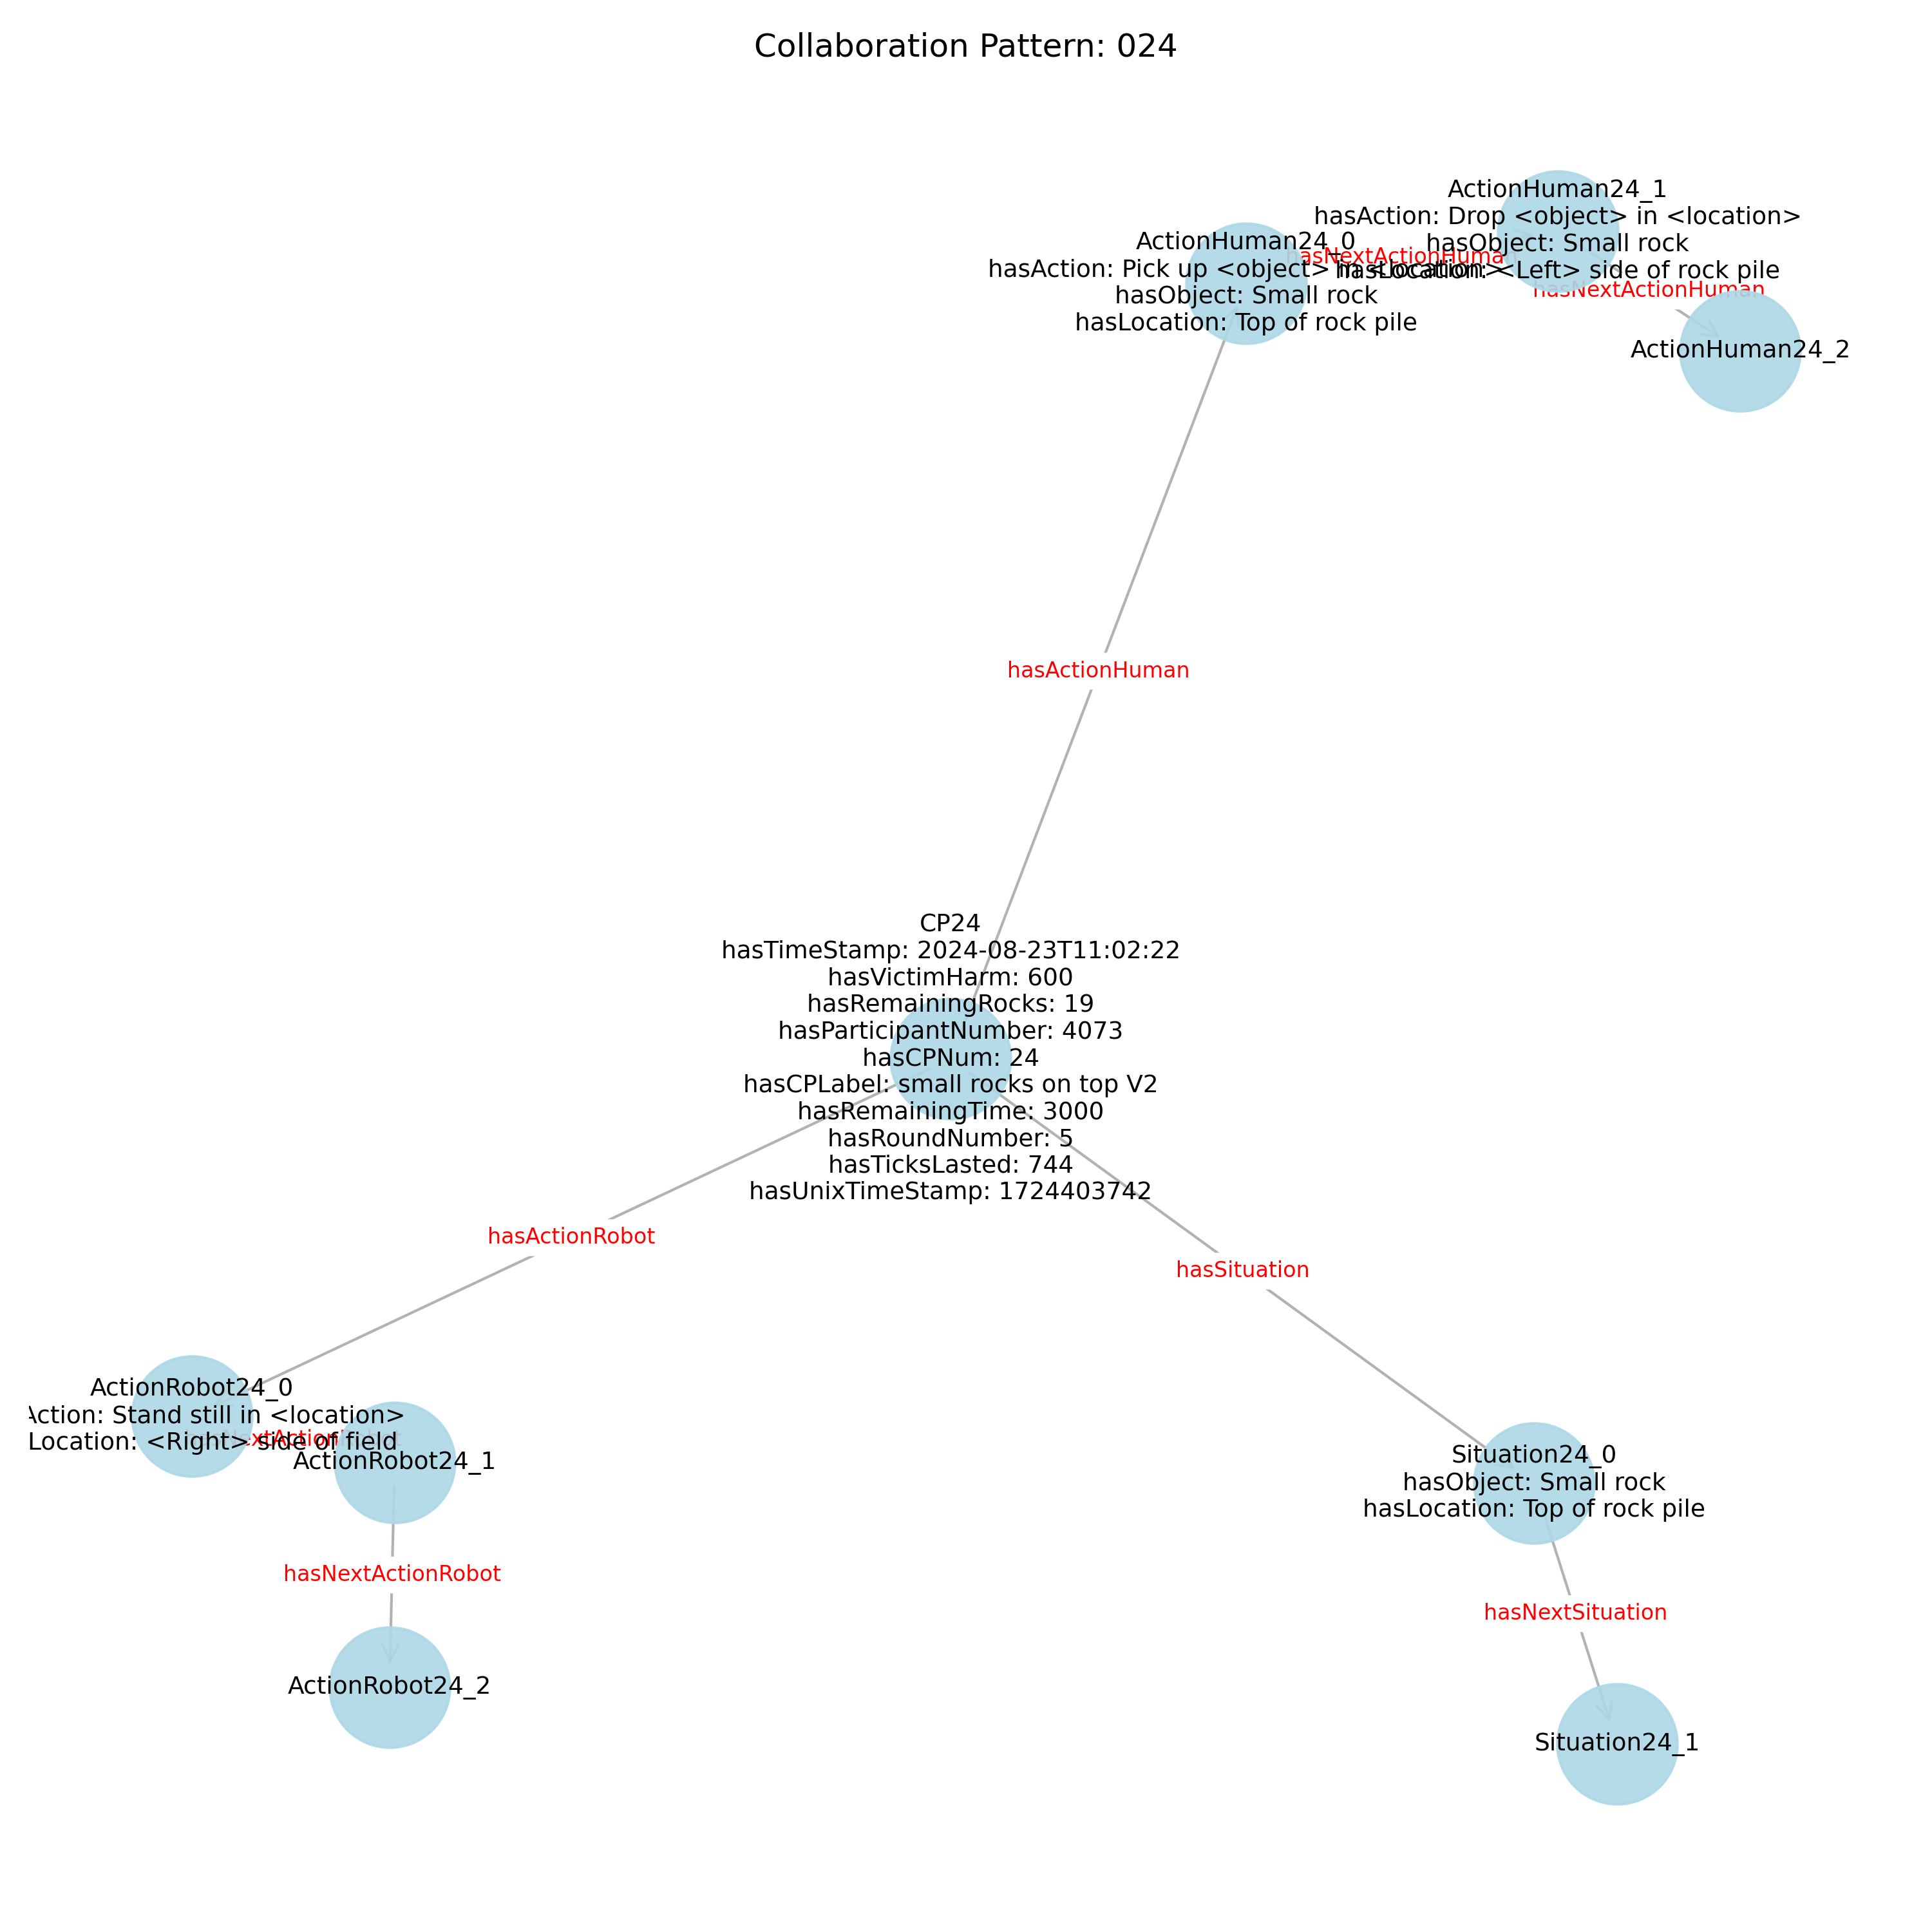 Collaboration Pattern: 024
ActionHuman24_1
hasAction: Drop <object> in <location>
hasObject: Small rock
hasLocation: <Left> side of rock pile
ActionHuman24_0
hasAction: Pick up <object> in <location>
hasObject: Small rock
hasLocation: Top of rock pile
hasNextActionHuman
hasNextActionHuman
ActionHuman24_2
hasActionHuman
CP24
hasTimeStamp: 2024-08-23T11:02:22
hasVictimHarm: 600
hasRemainingRocks: 19
hasParticipantNumber: 4073
hasCPNum: 24
hasCPLabel: small rocks on top V2
hasRemainingTime: 3000
hasRoundNumber: 5
hasTicksLasted: 744
hasUnixTimeStamp: 1724403742
hasActionRobot
hasSituation
ActionRobot24_0
Action: Stand still in <location>
Location: <Right> side of field
ActionRobot24_1
hasNextActionRobot
ActionRobot24_2
Situation24_0
hasObject: Small rock
hasLocation: Top of rock pile
hasNextSituation
Situation24_1